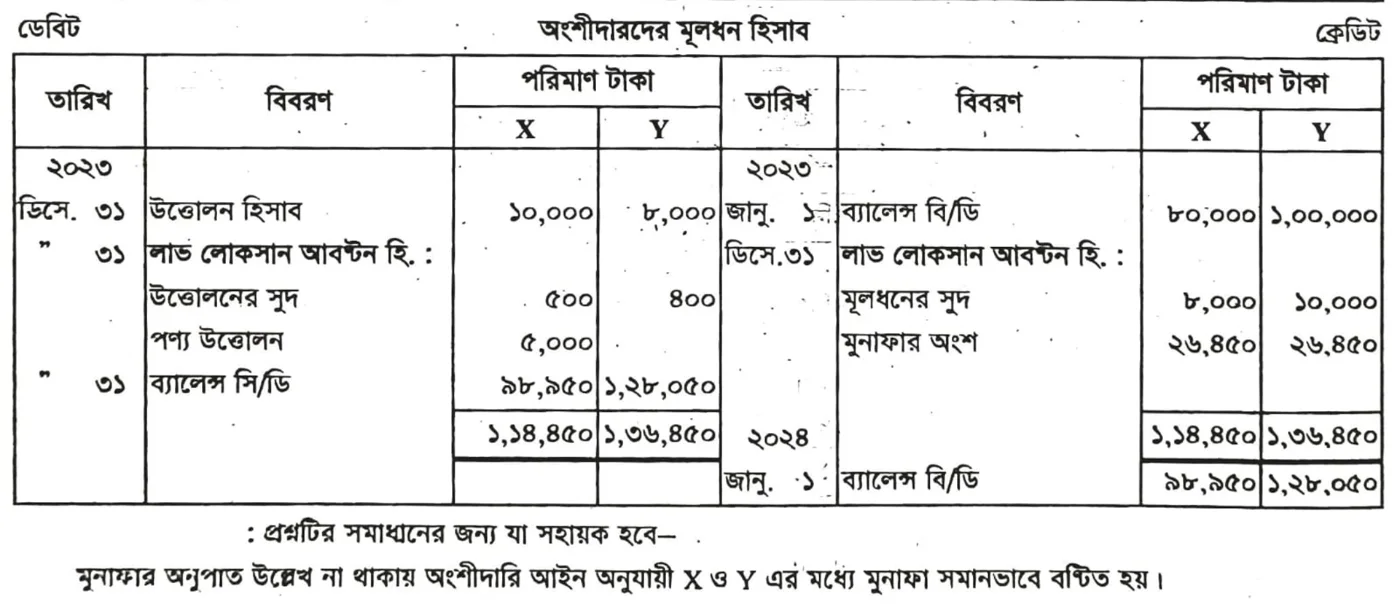 ডেবিট অংশীদারদের মূলধন হিসাব ক্রেডিট
তারিখ বিবরণ পরিমাণ টাকা তারিখ বিবরণ পরিমাণ টাকা
X Y X Y
২০২৩ ২০২৩
ডিসে. ৩১ উত্তোলন হিসাব ১০,০০০ ৮,০০০ জানু. ১ ব্যালেন্স বি/ডি ৮০,০০০ ১,০০,০০০
" ৩১ লাভ লোকসান আবণ্টন হি. : ডিসে.৩১ লাভ লোকসান আবণ্টন হি. :
উত্তোলনের সুদ ৫০০ ৪০০ মূলধনের সুদ ৮,০০০ ১০,০০০
পণ্য উত্তোলন ৫,০০০ মুনাফার অংশ ২৬,৪৫০ ২৬,৪৫০
" ৩১ ব্যালেন্স সি/ডি ৯৮,৯৫০ ১,২৮,০৫০
১,১৪,৪৫০ ১,৩৬,৪৫০ ২০২৪ ১,১৪,৪৫০ ১,৩৬,৪৫০
জানু. ১ ব্যালেন্স বি/ডি ৯৮,৯৫০ ১,২৮,০৫০
: প্রশ্নটির সমাধানের জন্য যা সহায়ক হবে–
মুনাফার অনুপাত উল্লেখ না থাকায় অংশীদারি আইন অনুযায়ী X ও Y এর মধ্যে মুনাফা সমানভাবে বণ্টিত হয়।